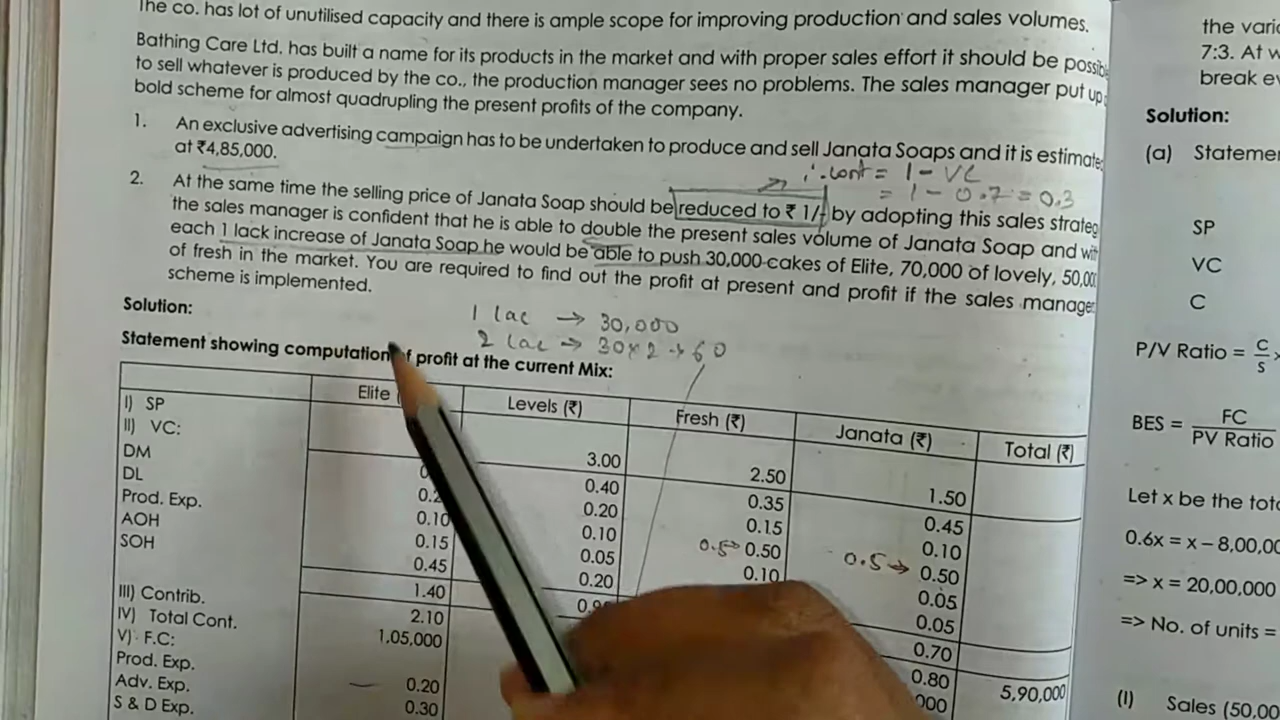 The co. has lot of unutilised capacity and there is ample scope for improving production and sales volumes.
Bathing Care Ltd. has built a name for its products in the market and with proper sales effort it should be possible
to sell whatever is produced by the co., the production manager sees no problems. The sales manager put up
bold scheme for almost quadrupling the present profits of the company.
1. An exclusive advertising campaign has to be undertaken to produce and sell Janata Soaps and it is estimated
at ₹4,85,000.
∴ Cont = 1 - VC
= 1 - 0.7 = 0.3
2. At the same time the selling price of Janata Soap should be reduced to ₹ 1/- by adopting this sales strateg
the sales manager is confident that he is able to double the present sales volume of Janata Soap and with
each 1 lack increase of Janata Soap he would be able to push 30,000 cakes of Elite, 70,000 of lovely, 50,00
of fresh in the market. You are required to find out the profit at present and profit if the sales manager
scheme is implemented.
Solution:
1 lac → 30,000
2 lac → 30x2 → 60
Statement showing computation of profit at the current Mix:
Elite Levels (₹) Fresh (₹) Janata (₹) Total (₹)
I) SP 3.00 2.50 1.50
II) VC:
DM 0.40 0.35 0.45
DL 0.2 0.20 0.15 0.10
Prod. Exp. 0.10 0.10 0.5→ 0.50 0.5→ 0.50
AOH 0.15 0.05 0.10 0.05
SOH 0.45 0.20 0.05
1.40 0.70
III) Contrib. 2.10 0.80
IV) Total Cont. 1,05,000 000 5,90,000
V) F.C:
Prod. Exp. 0.20
Adv. Exp. 0.30
S & D Exp.
the vari
7:3. At w
break e
Solution:
(a) Statemen
SP
VC
C
P/V Ratio = C/S ×
BES = FC/PV Ratio
Let x be the tot
0.6x = x – 8,00,00
=> x = 20,00,000
=> No. of units =
(I) Sales (50,00